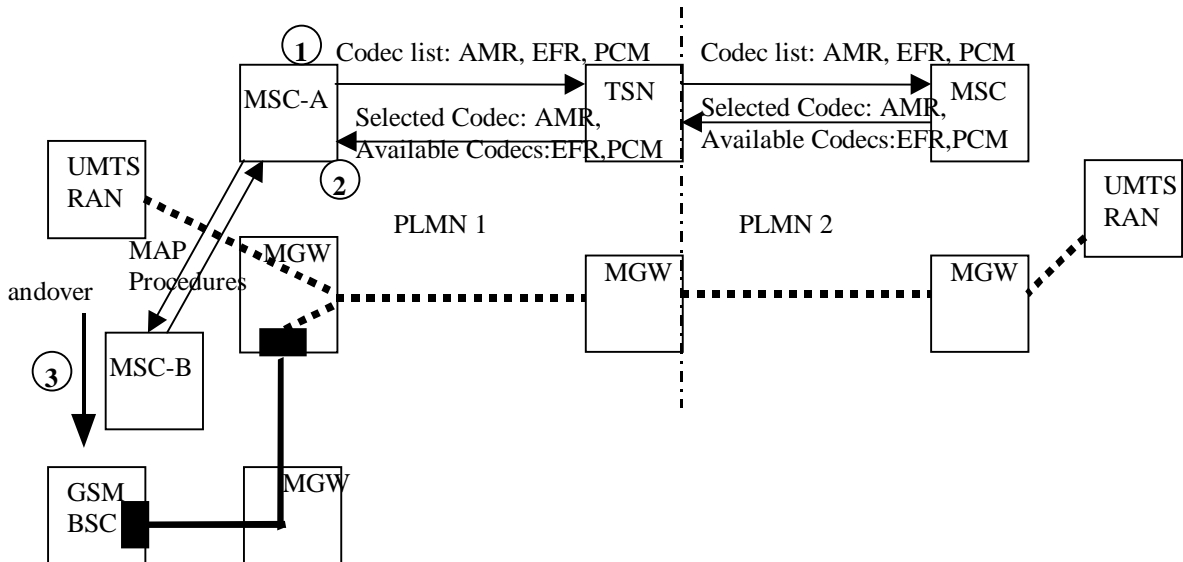 1
Codec list: AMR, EFR, PCM
Codec list: AMR, EFR, PCM
MSC-A
TSN
MSC
Selected Codec: AMR,
Available Codecs:EFR,PCM
Selected Codec: AMR,
Available Codecs:EFR,PCM
2
UMTS
RAN
UMTS
RAN
PLMN 1
PLMN 2
MAP
Procedures
MGW
MGW
MGW
andover
3
MSC-B
GSM
BSC
MGW